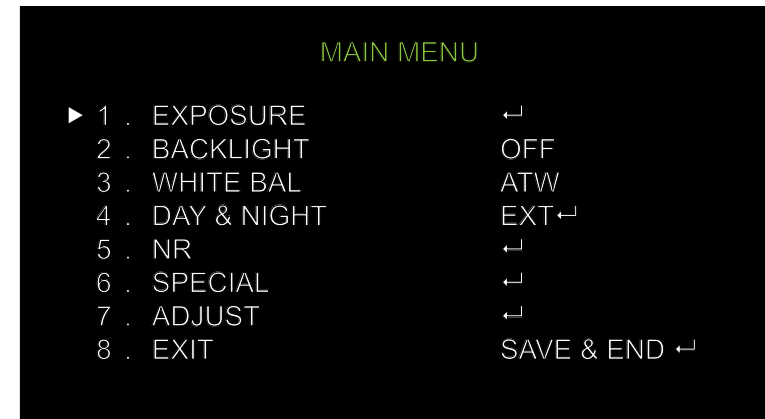 MAIN MENU
▶ 1 . EXPOSURE ↵
2 . BACKLIGHT OFF
3 . WHITE BAL ATW
4 . DAY & NIGHT EXT↵
5 . NR ↵
6 . SPECIAL ↵
7 . ADJUST ↵
8 . EXIT SAVE & END ↵